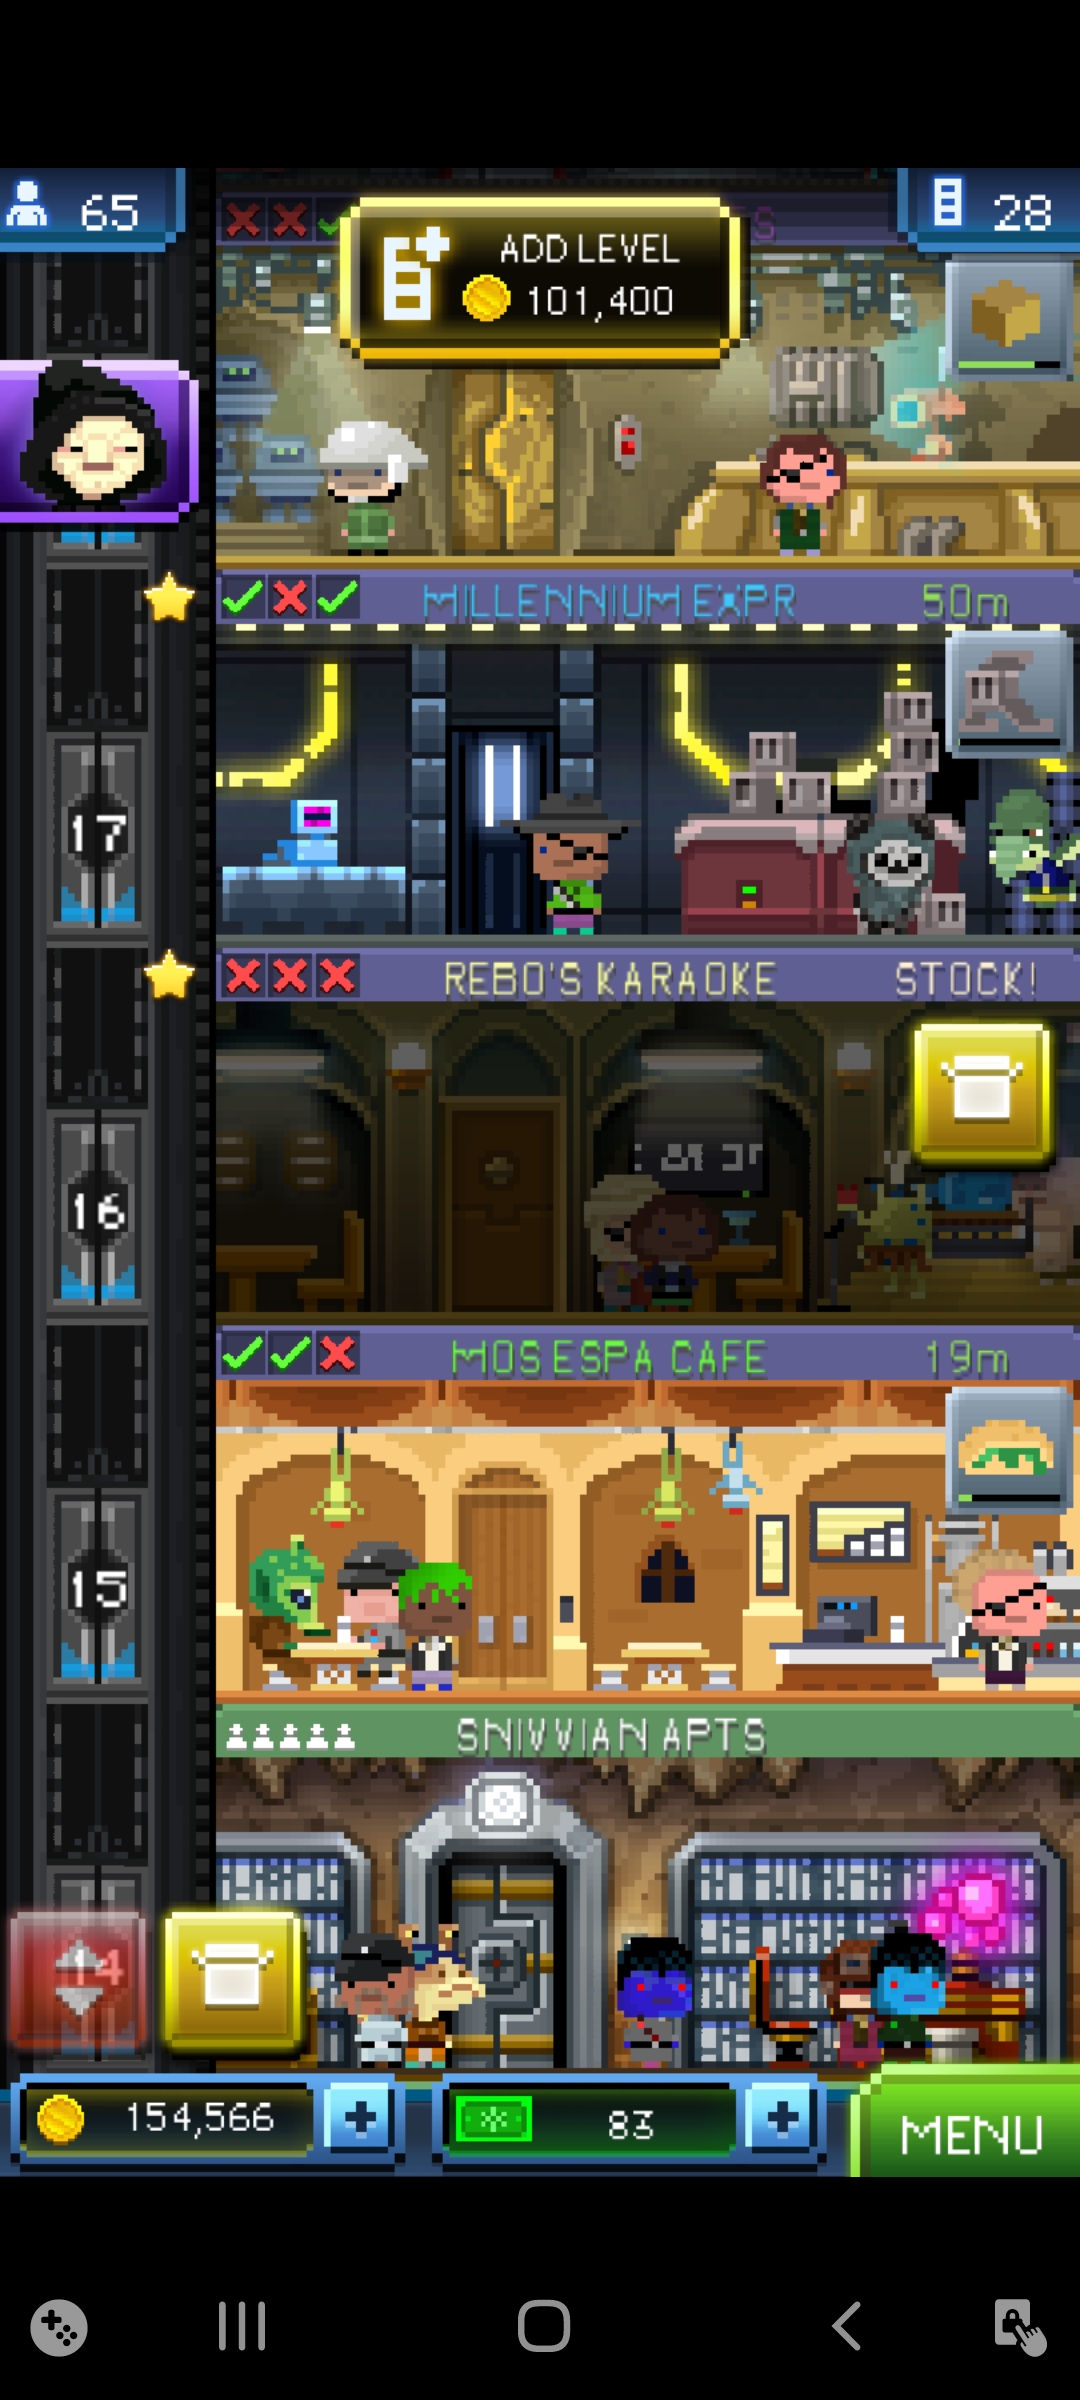 65
28
ADD LEVEL
101,400
MILLENNIUM EXPR 50m
17
REBO'S KARAOKE STOCK!
16
MOS ESPA CAFE 19m
15
SNIVVIAN APTS
14
154,566
83
MENU